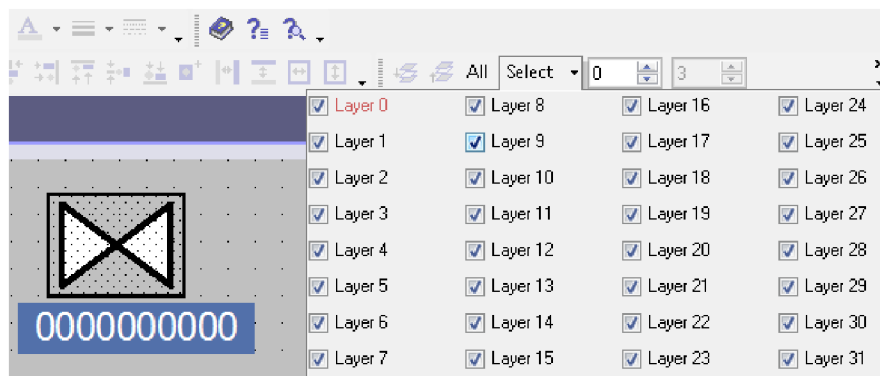 All Select 0 3
Layer 0 Layer 8 Layer 16 Layer 24
Layer 1 Layer 9 Layer 17 Layer 25
Layer 2 Layer 10 Layer 18 Layer 26
Layer 3 Layer 11 Layer 19 Layer 27
Layer 4 Layer 12 Layer 20 Layer 28
Layer 5 Layer 13 Layer 21 Layer 29
0000000000 Layer 6 Layer 14 Layer 22 Layer 30
Layer 7 Layer 15 Layer 23 Layer 31